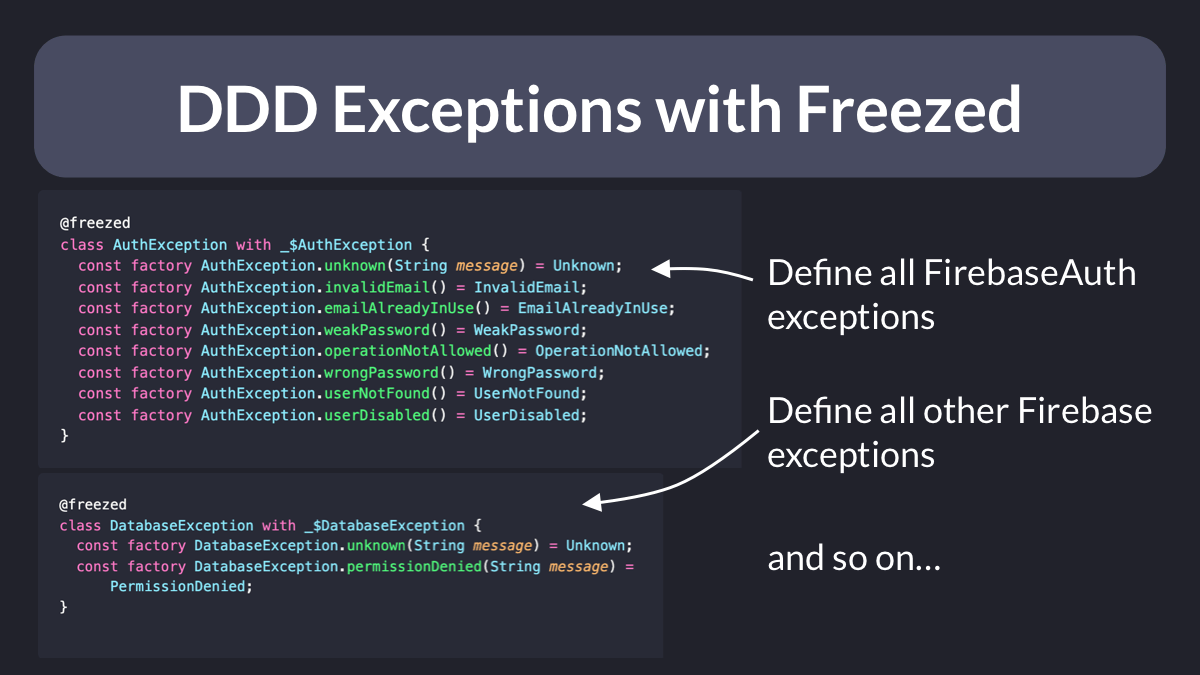 DDD Exceptions with Freezed
@freezed
class AuthException with _$AuthException {
  const factory AuthException.unknown(String message) = Unknown;
  const factory AuthException.invalidEmail() = InvalidEmail;
  const factory AuthException.emailAlreadyInUse() = EmailAlreadyInUse;
  const factory AuthException.weakPassword() = WeakPassword;
  const factory AuthException.operationNotAllowed() = OperationNotAllowed;
  const factory AuthException.wrongPassword() = WrongPassword;
  const factory AuthException.userNotFound() = UserNotFound;
  const factory AuthException.userDisabled() = UserDisabled;
}
Define all FirebaseAuth
exceptions
@freezed
class DatabaseException with _$DatabaseException {
  const factory DatabaseException.unknown(String message) = Unknown;
  const factory DatabaseException.permissionDenied(String message) =
      PermissionDenied;
}
Define all other Firebase
exceptions
and so on...